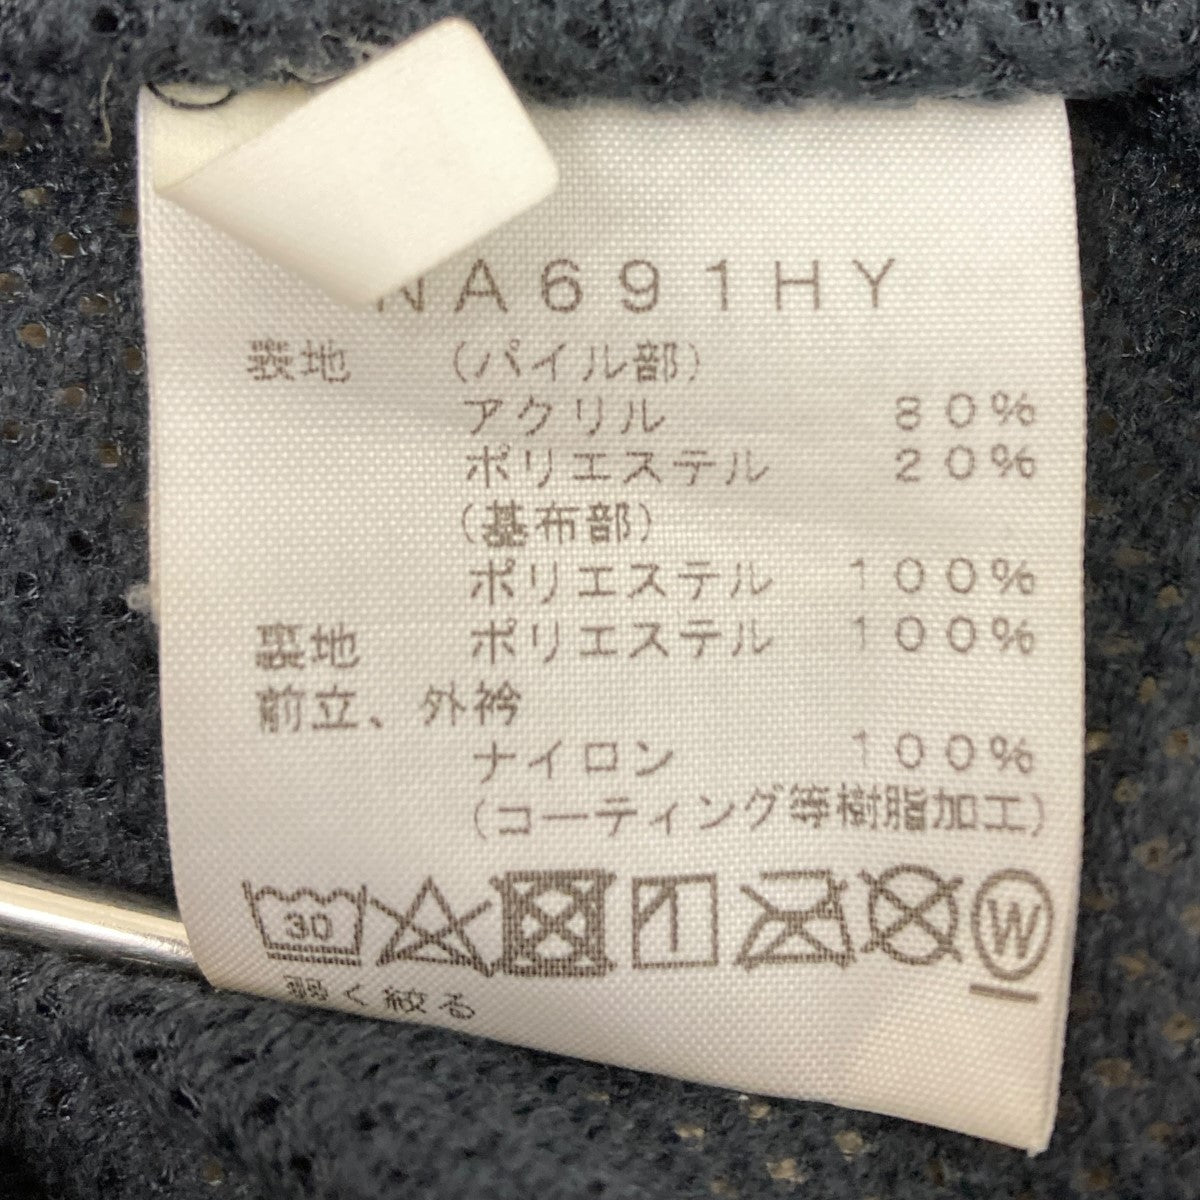 NA691HY
表地 (パイル部)
アクリル 80%
ポリエステル 20%
(基布部)
ポリエステル 100%
裏地 ポリエステル 100%
前立、外衿
ナイロン 100%
(コーティング等樹脂加工)
30 W
弱く絞る